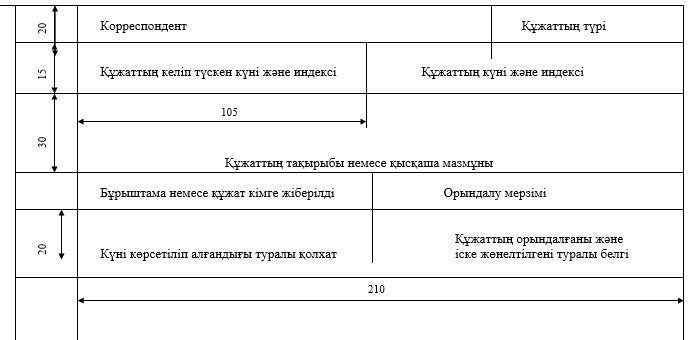 20
Корреспондент
Құжаттың түрі
15
Құжаттың келіп түскен күні және индексі
Құжаттың күні және индексі
105
30
Құжаттың тақырыбы немесе қысқаша мазмұны
Бұрыштама немесе құжат кімге жіберілді
Орындалу мерзімі
20
Күні көрсетіліп алғандығы туралы қолхат
Құжаттың орындалғаны және
іске жөнелтілгені туралы белгі
210